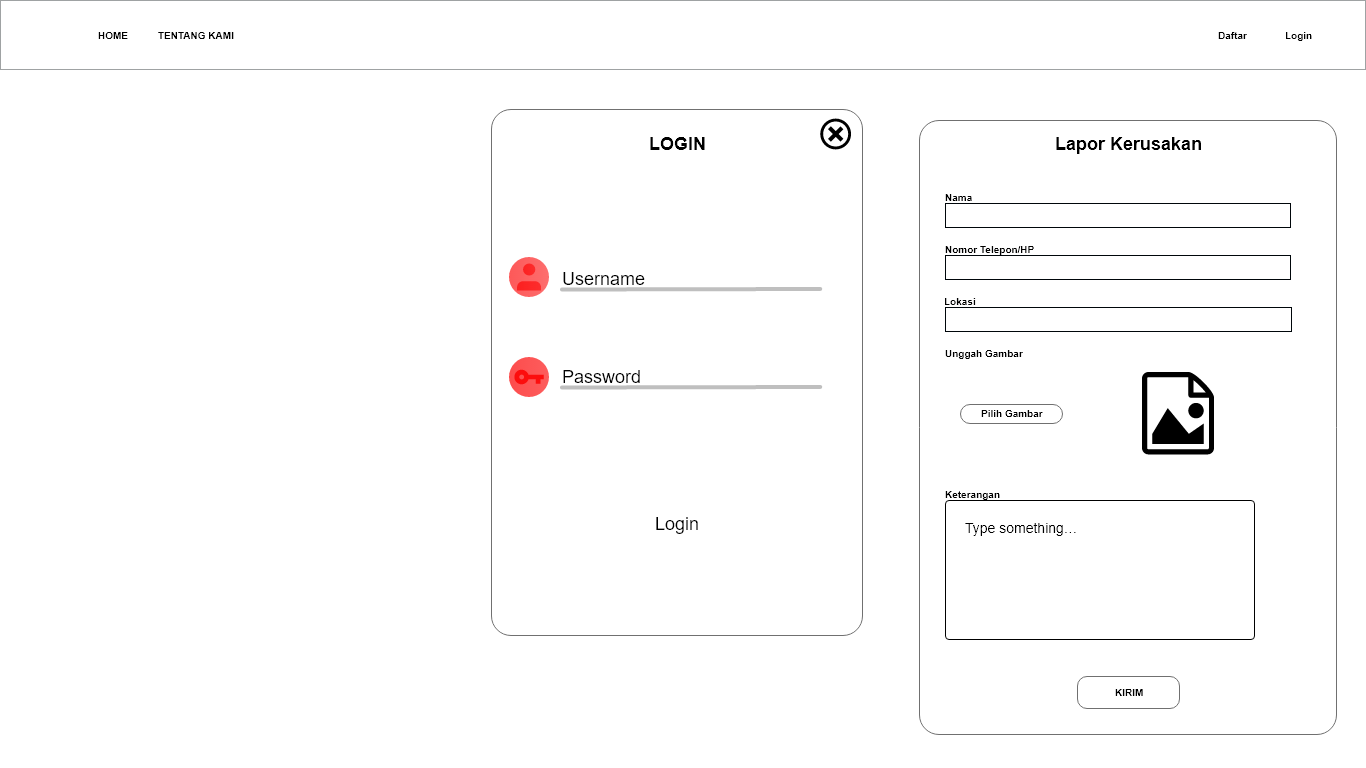 HOME
TENTANG KAMI
Daftar
Login
LOGIN
Username
Password
Login
Lapor Kerusakan
Nama
Nomor Telepon/HP
Lokasi
Unggah Gambar
Pilih Gambar
Keterangan
Type something...
KIRIM